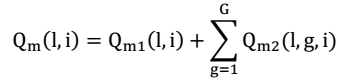 Q_m(l,i) = Q_{m1}(l,i) + \sum_{g=1}^{G} Q_{m2}(l,g,i)